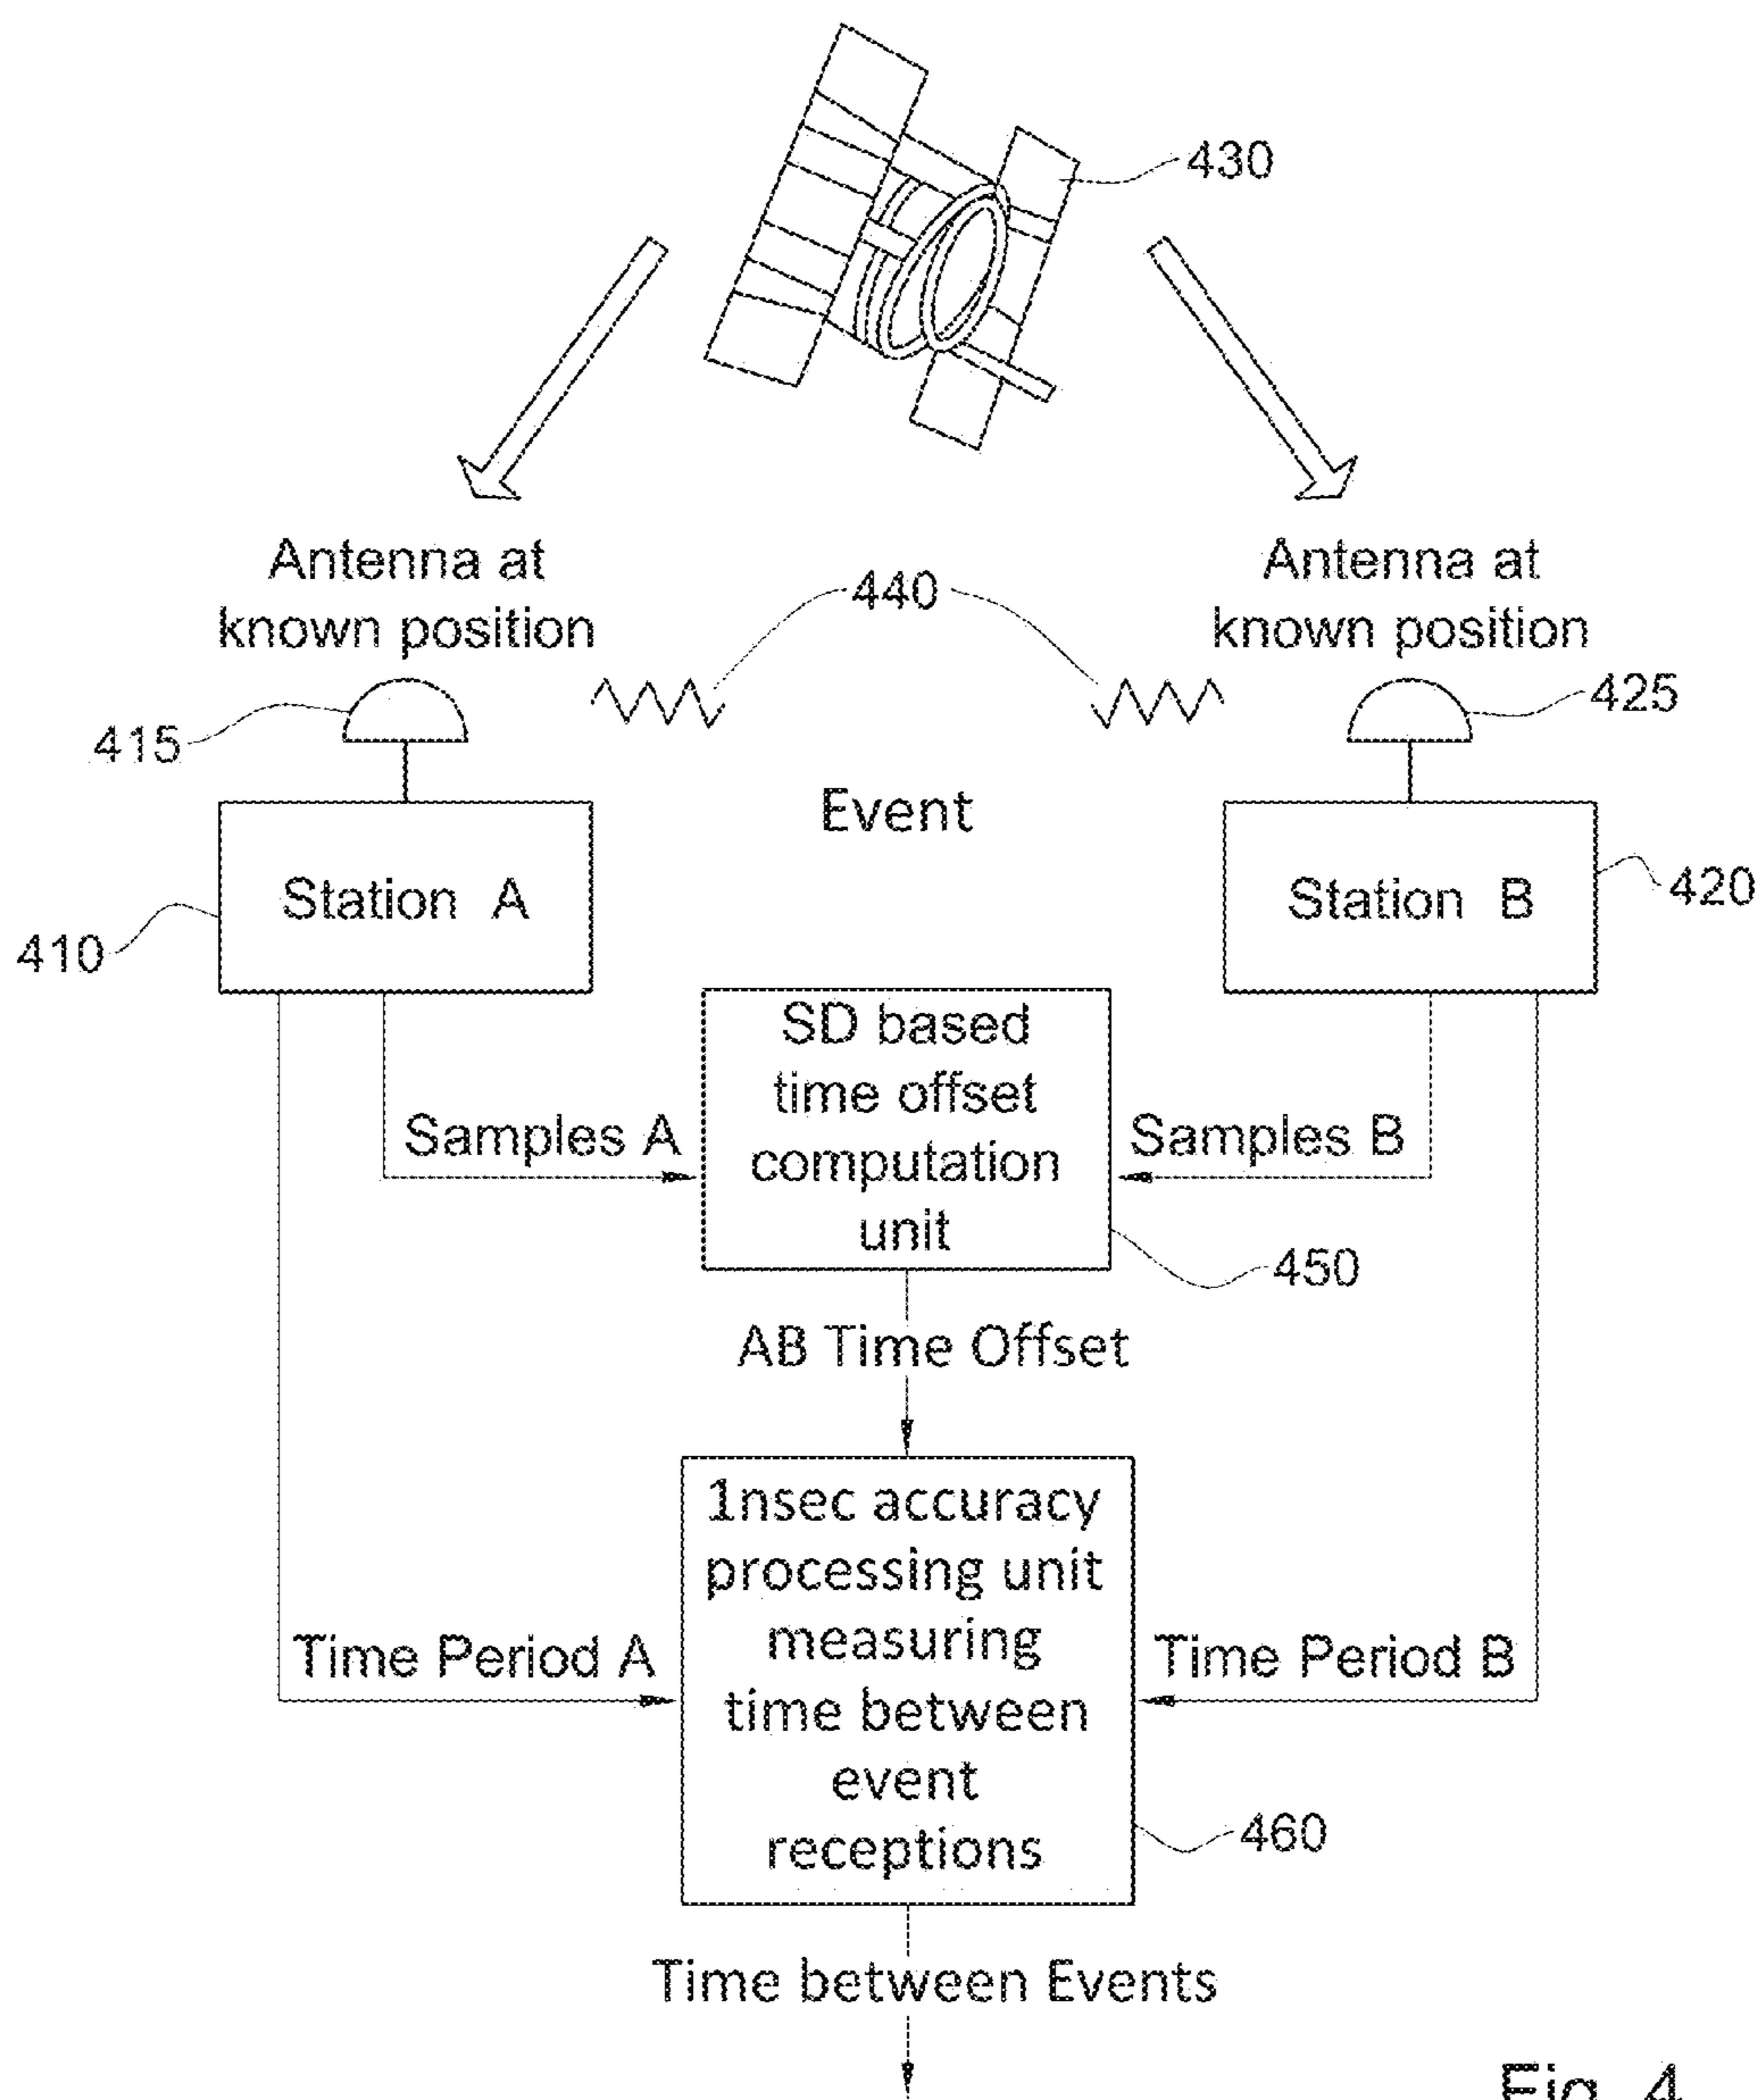 430
Antenna at
known position
440
Antenna at
known position
415
425
Event
Station A
Station B
410
420
SD based
time offset
computation
unit
Samples A
Samples B
450
AB Time Offset
1nsec accuracy
processing unit
measuring
time between
event
receptions
Time Period A
Time Period B
460
Time between Events
Fig. 4